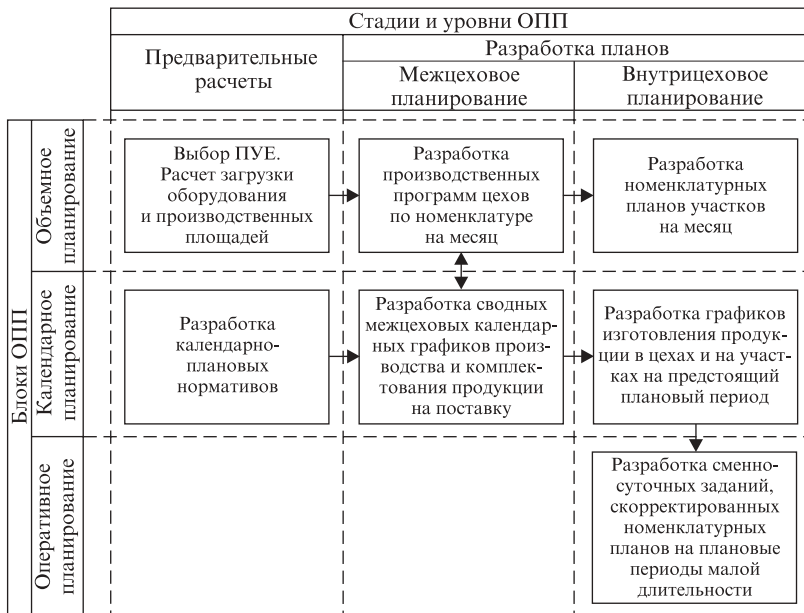 Стадии и уровни ОПП
Предварительные
расчеты
Разработка планов
Межцеховое
планирование
Внутрицеховое
планирование
Блоки ОПП
Объемное
планирование
Выбор ПУЕ.
Расчет загрузки
оборудования
и производственных
площадей
Разработка
производственных
программ цехов
по номенклатуре
на месяц
Разработка
номенклатурных
планов участков
на месяц
Календарное
планирование
Разработка
календарно-
плановых
нормативов
Разработка сводных
межцеховых календар-
ных графиков произ-
водства и комплек-
тования продукции
на поставку
Разработка графиков
изготовления продук-
ции в цехах и на участ-
ках на предстоящий
плановый период
Оперативное
планирование
Разработка сменно-
суточных заданий,
скорректированных
номенклатурных
планов на плановые
периоды малой
длительности